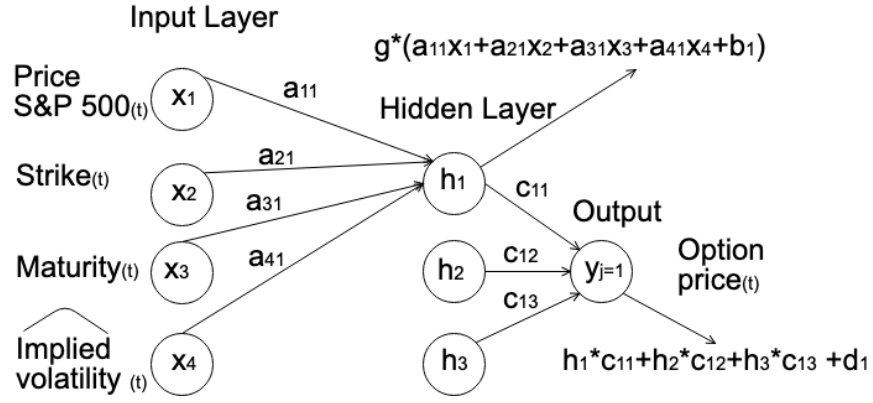 Input Layer
g*(a11x1+a21x2+a31x3+a41x4+b1)
Price
S&P 500(t)
x1
a11
Hidden Layer
Strike(t)
x2
a21
h1
c11
a31
Output
Maturity(t)
x3
a41
h2
c12
yj=1
Option
price(t)
c13
Implied
volatility (t)
x4
h3
h1*c11+h2*c12+h3*c13 +d1